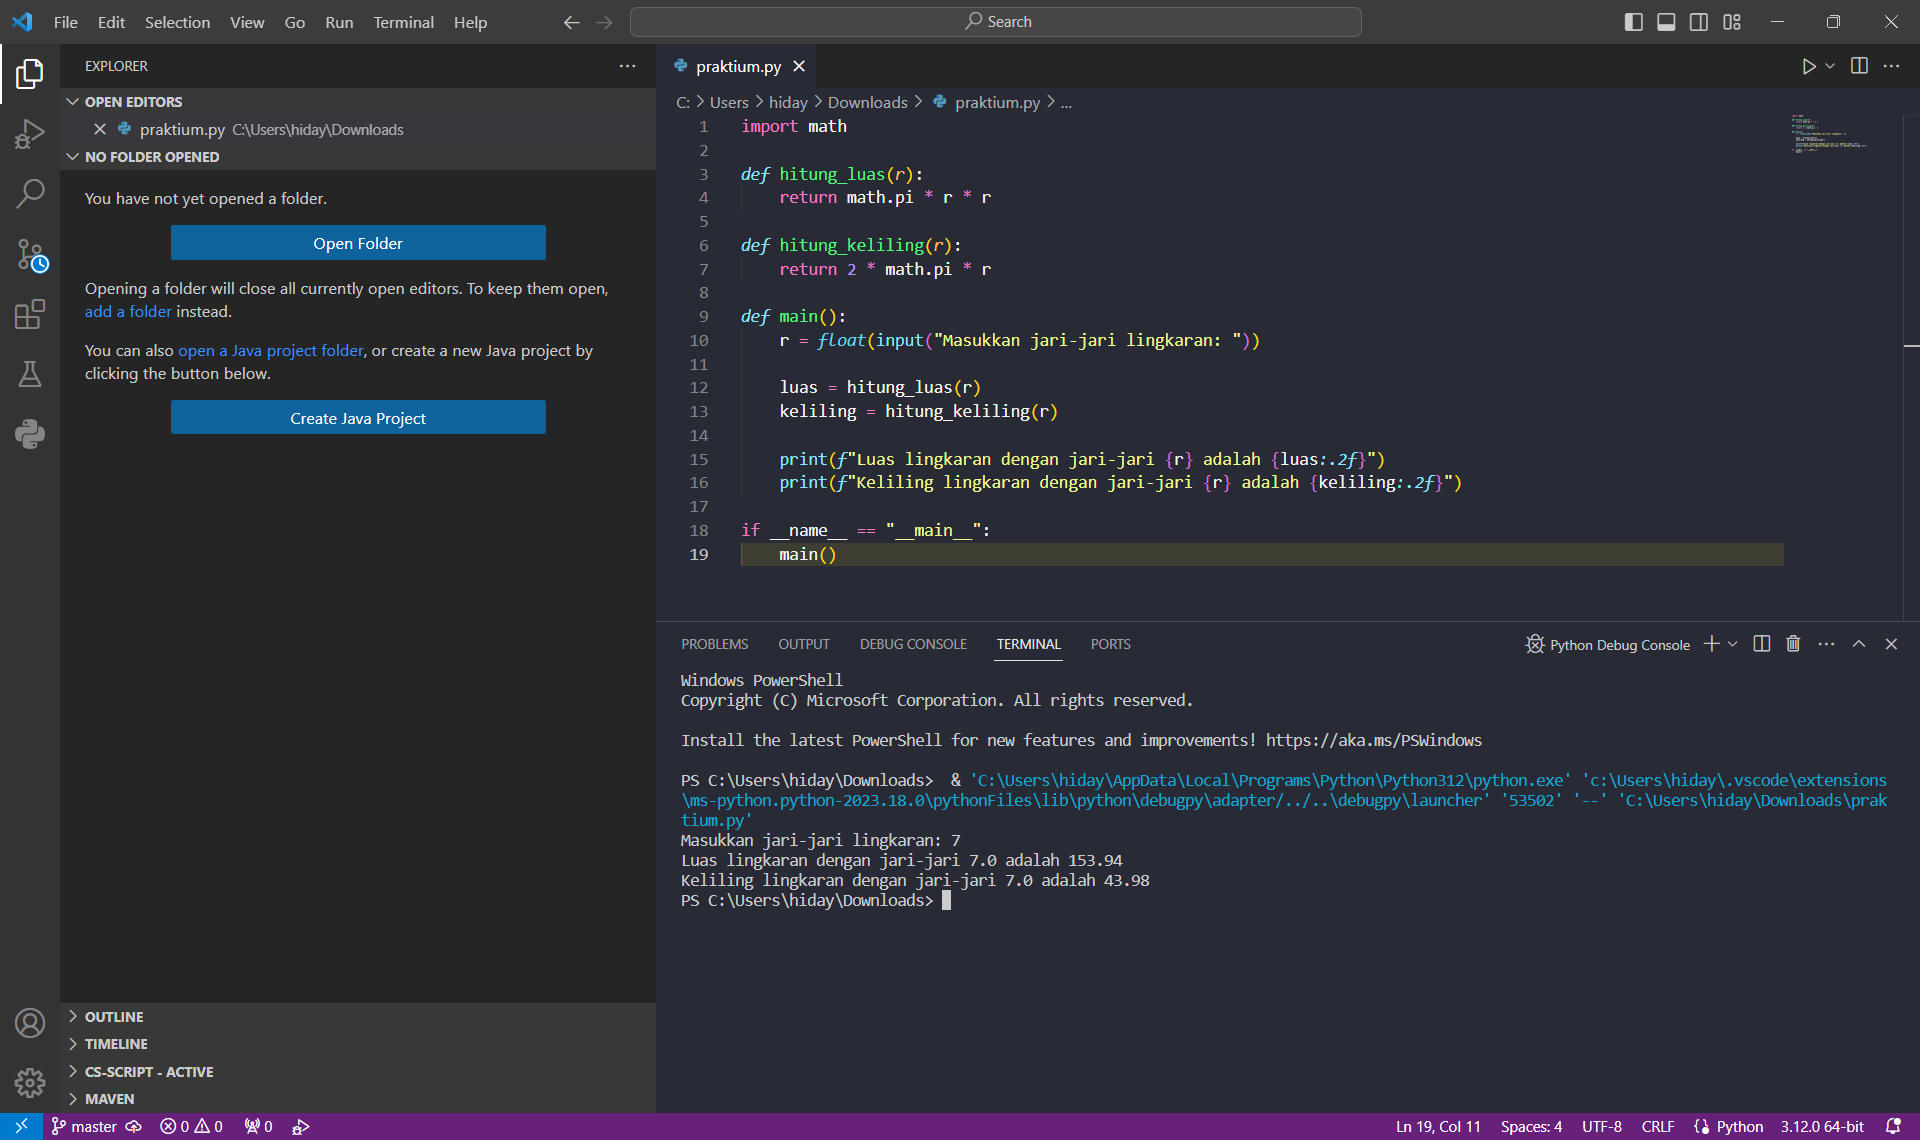 File Edit Selection View Go Run Terminal Help
Search
EXPLORER
OPEN EDITORS
praktium.py C:\Users\hiday\Downloads
NO FOLDER OPENED
You have not yet opened a folder.
Open Folder
Opening a folder will close all currently open editors. To keep them open,
add a folder instead.
You can also open a Java project folder, or create a new Java project by
clicking the button below.
Create Java Project
OUTLINE
TIMELINE
CS-SCRIPT - ACTIVE
MAVEN
praktium.py
C: > Users > hiday > Downloads > praktium.py > ...
1 import math
2
3 def hitung_luas(r):
4     return math.pi * r * r
5
6 def hitung_keliling(r):
7     return 2 * math.pi * r
8
9 def main():
10     r = float(input("Masukkan jari-jari lingkaran: "))
11
12     luas = hitung_luas(r)
13     keliling = hitung_keliling(r)
14
15     print(f"Luas lingkaran dengan jari-jari {r} adalah {luas:.2f}")
16     print(f"Keliling lingkaran dengan jari-jari {r} adalah {keliling:.2f}")
17
18 if __name__ == "__main__":
19     main()
PROBLEMS OUTPUT DEBUG CONSOLE TERMINAL PORTS
Python Debug Console
Windows PowerShell
Copyright (C) Microsoft Corporation. All rights reserved.
Install the latest PowerShell for new features and improvements! https://aka.ms/PSWindows
PS C:\Users\hiday\Downloads>  & 'C:\Users\hiday\AppData\Local\Programs\Python\Python312\python.exe' 'c:\Users\hiday\.vscode\extensions
\ms-python.python-2023.18.0\pythonFiles\lib\python\debugpy\adapter/../..\debugpy\launcher' '53502' '--' 'C:\Users\hiday\Downloads\prak
tium.py'
Masukkan jari-jari lingkaran: 7
Luas lingkaran dengan jari-jari 7.0 adalah 153.94
Keliling lingkaran dengan jari-jari 7.0 adalah 43.98
PS C:\Users\hiday\Downloads>
master 0 0 0
Ln 19, Col 11 Spaces: 4 UTF-8 CRLF Python 3.12.0 64-bit